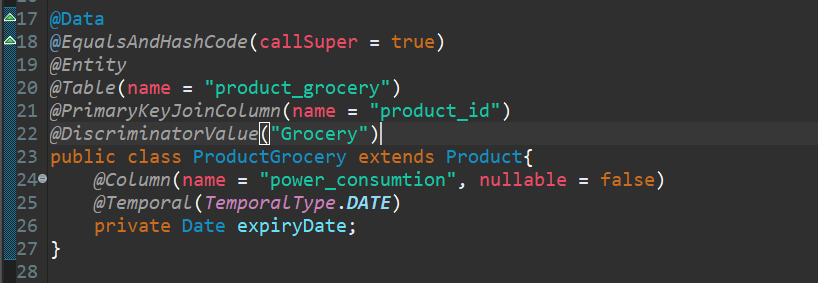 17 @Data
18 @EqualsAndHashCode(callSuper = true)
19 @Entity
20 @Table(name = "product_grocery")
21 @PrimaryKeyJoinColumn(name = "product_id")
22 @DiscriminatorValue("Grocery")
23 public class ProductGrocery extends Product{
24 @Column(name = "power_consumtion", nullable = false)
25 @Temporal(TemporalType.DATE)
26 private Date expiryDate;
27 }
28